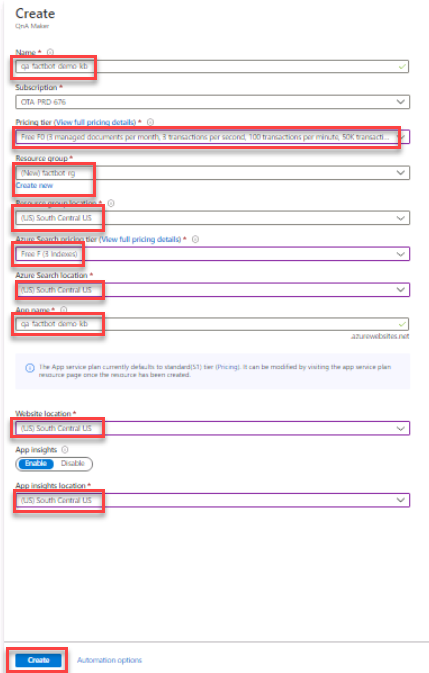 Create
QnA Maker
Name *
qa-factbot-demo-kb
Subscription *
OTA-PRD-676
Pricing tier (View full pricing details) *
Free F0 (3 managed documents per month, 3 transactions per second, 100 transactions per minute, 50K transacti...
Resource group *
(New) factbot-rg
Create new
Resource group location *
(US) South Central US
Azure Search pricing tier (View full pricing details) *
Free F (3 Indexes)
Azure Search location *
(US) South Central US
App name *
qa-factbot-demo-kb
.azurewebsites.net
The App service plan currently defaults to standard(S1) tier (Pricing). It can be modified by visiting the app service plan
resource page once the resource has been created.
Website location *
(US) South Central US
App insights
Enable Disable
App insights location *
(US) South Central US
Create Automation options